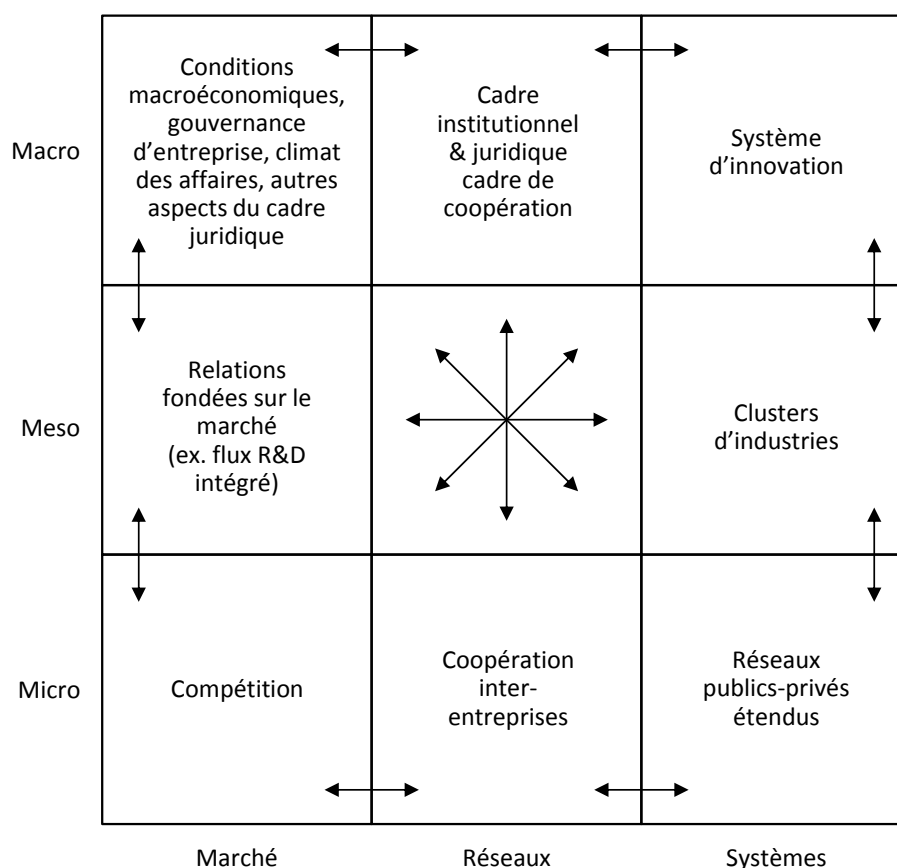 Macro
Conditions
macroéconomiques,
gouvernance
d’entreprise, climat
des affaires, autres
aspects du cadre
juridique
Cadre
institutionnel
& juridique
cadre de
coopération
Système
d’innovation
Meso
Relations
fondées sur le
marché
(ex. flux R&D
intégré)
Clusters
d’industries
Micro
Compétition
Coopération
inter-
entreprises
Réseaux
publics-privés
étendus
Marché
Réseaux
Systèmes